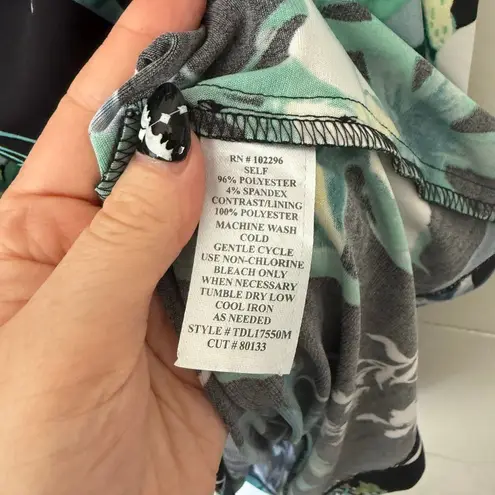 RN # 102296
SELF
96% POLYESTER
4% SPANDEX
CONTRAST/LINING
100% POLYESTER
MACHINE WASH
COLD
GENTLE CYCLE
USE NON-CHLORINE
BLEACH ONLY
WHEN NECESSARY
TUMBLE DRY LOW
COOL IRON
AS NEEDED
STYLE # TDL17550M
CUT # 80133